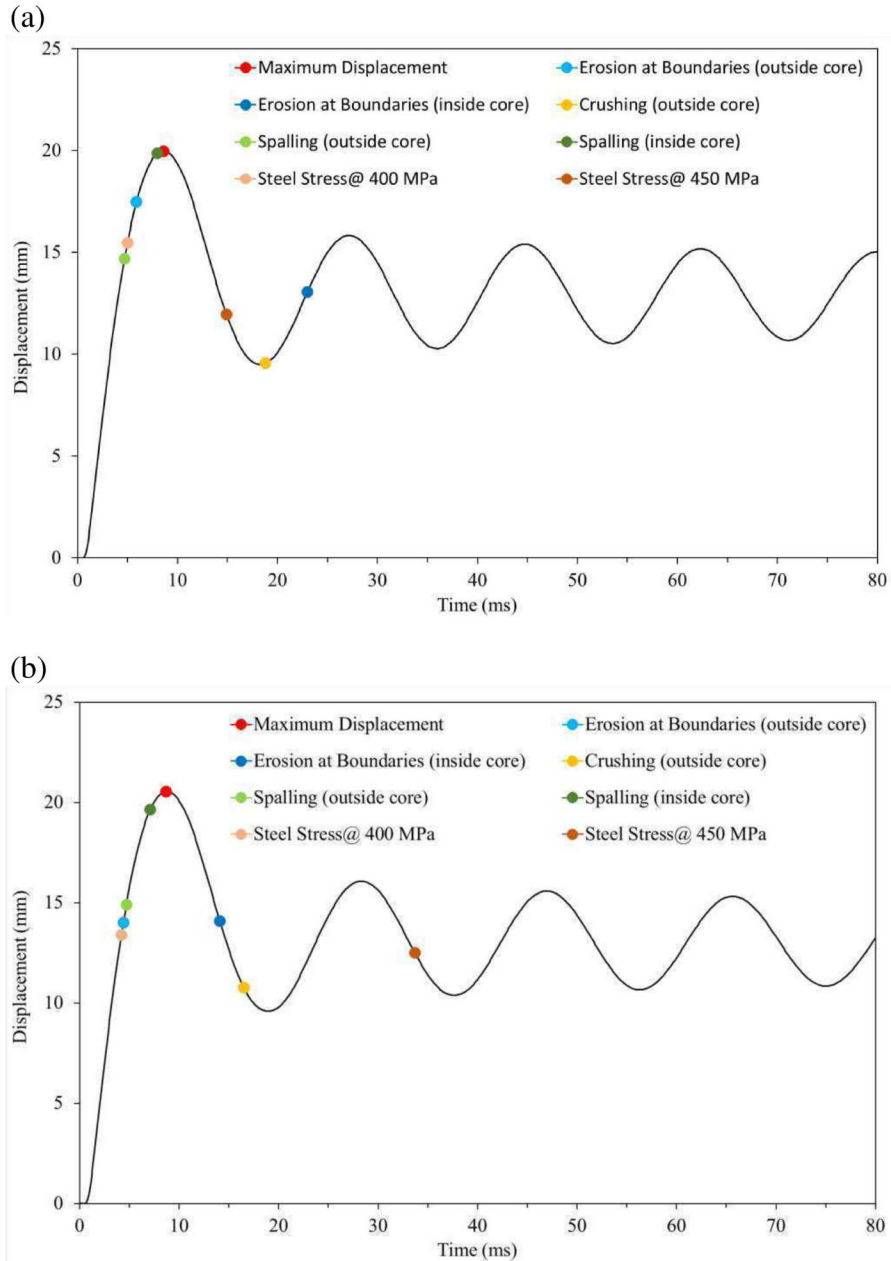 (a)
25
20
15
10
5
0
Displacement (mm)
Maximum Displacement
Erosion at Boundaries (outside core)
Erosion at Boundaries (inside core)
Crushing (outside core)
Spalling (outside core)
Spalling (inside core)
Steel Stress@ 400 MPa
Steel Stress@ 450 MPa
0 10 20 30 40 50 60 70 80
Time (ms)
(b)
25
20
15
10
5
0
Displacement (mm)
Maximum Displacement
Erosion at Boundaries (outside core)
Erosion at Boundaries (inside core)
Crushing (outside core)
Spalling (outside core)
Spalling (inside core)
Steel Stress@ 400 MPa
Steel Stress@ 450 MPa
0 10 20 30 40 50 60 70 80
Time (ms)